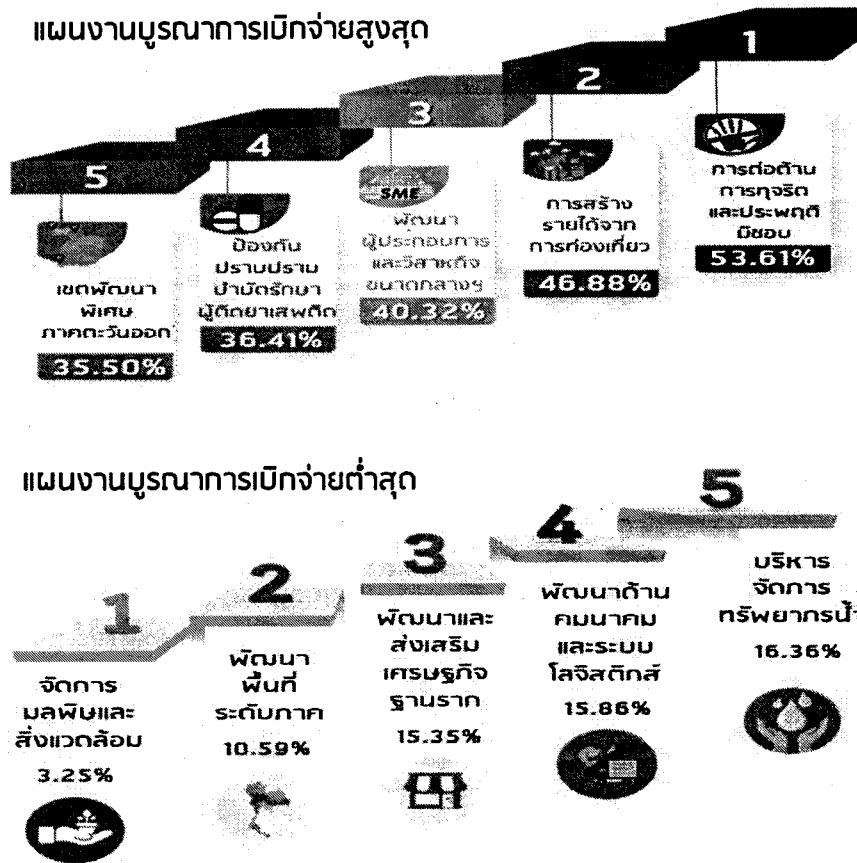 แผนงานบูรณาการเบิกจ่ายสูงสุด
1
การต่อต้าน
การทุจริต
และประพฤติ
มิชอบ
53.61%
2
การสร้าง
รายได้จาก
การท่องเที่ยว
46.88%
3
SME
พัฒนา
ผู้ประกอบการ
และวิสาหกิจ
ขนาดกลางฯ
40.32%
4
ป้องกัน
ปราบปราม
บำบัดรักษา
ผู้ติดยาเสพติด
36.41%
5
เขตพัฒนา
พิเศษ
ภาคตะวันออก
35.50%
แผนงานบูรณาการเบิกจ่ายต่ำสุด
1
จัดการ
มลพิษและ
สิ่งแวดล้อม
3.25%
2
พัฒนา
พื้นที่
ระดับภาค
10.59%
3
พัฒนาและ
ส่งเสริม
เศรษฐกิจ
ฐานราก
15.35%
4
พัฒนาด้าน
คมนาคม
และระบบ
โลจิสติกส์
15.86%
5
บริหาร
จัดการ
ทรัพยากรน้ำ
16.36%